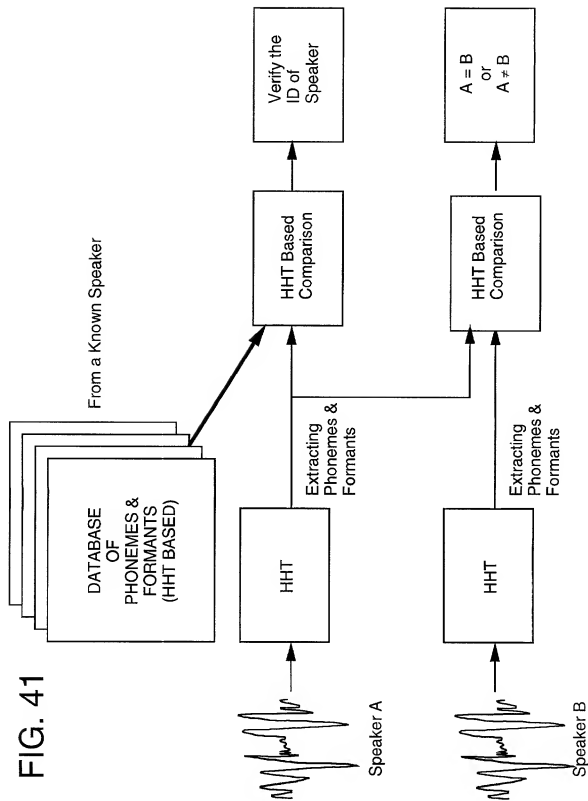 FIG. 41
DATABASE
OF
PHONEMES &
FORMANTS
(HHT BASED)
From a Known Speaker
Speaker A
HHT
Extracting
Phonemes &
Formants
HHT Based
Comparison
Verify the
ID of
Speaker
Speaker B
HHT
Extracting
Phonemes &
Formants
HHT Based
Comparison
A = B
or
A ≠ B